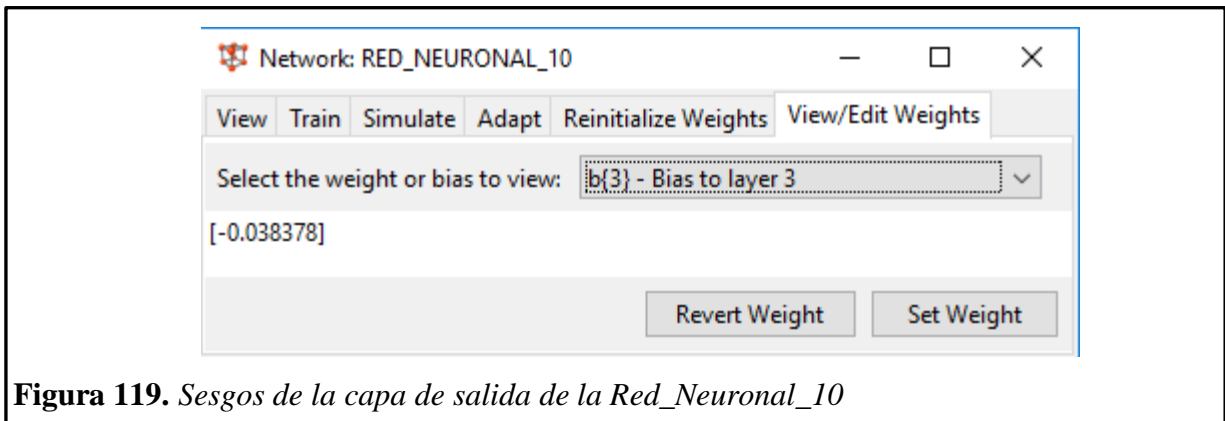 Network: RED_NEURONAL_10
View Train Simulate Adapt Reinitialize Weights View/Edit Weights
Select the weight or bias to view: b{3} - Bias to layer 3
[-0.038378]
Revert Weight Set Weight
Figura 119. Sesgos de la capa de salida de la Red_Neuronal_10